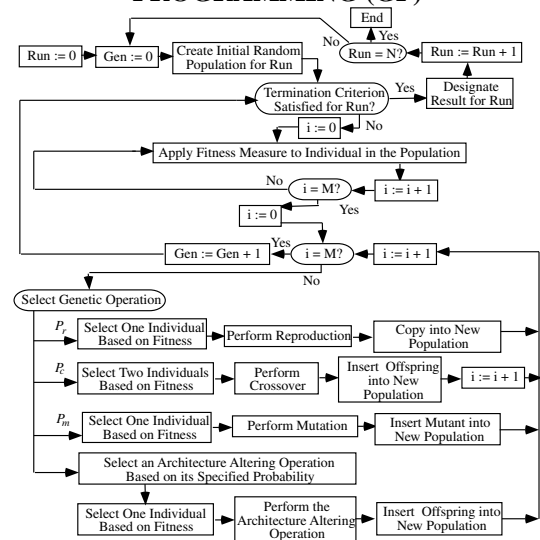 PROGRAMMING (GP)
End
Run := 0
Gen := 0
Create Initial Random
Population for Run
No
Yes
Run = N?
Run := Run + 1
Termination Criterion
Satisfied for Run?
Yes
Designate
Result for Run
i := 0
No
Apply Fitness Measure to Individual in the Population
No
i = M?
i := i + 1
Yes
i := 0
Gen := Gen + 1
Yes
i = M?
i := i + 1
No
Select Genetic Operation
Pr
Select One Individual
Based on Fitness
Perform Reproduction
Copy into New
Population
Pc
Select Two Individuals
Based on Fitness
Perform
Crossover
Insert Offspring
into New
Population
i := i + 1
Pm
Select One Individual
Based on Fitness
Perform Mutation
Insert Mutant into
New Population
Select an Architecture Altering Operation
Based on its Specified Probability
Select One Individual
Based on Fitness
Perform the
Architecture Altering
Operation
Insert Offspring into
New Population